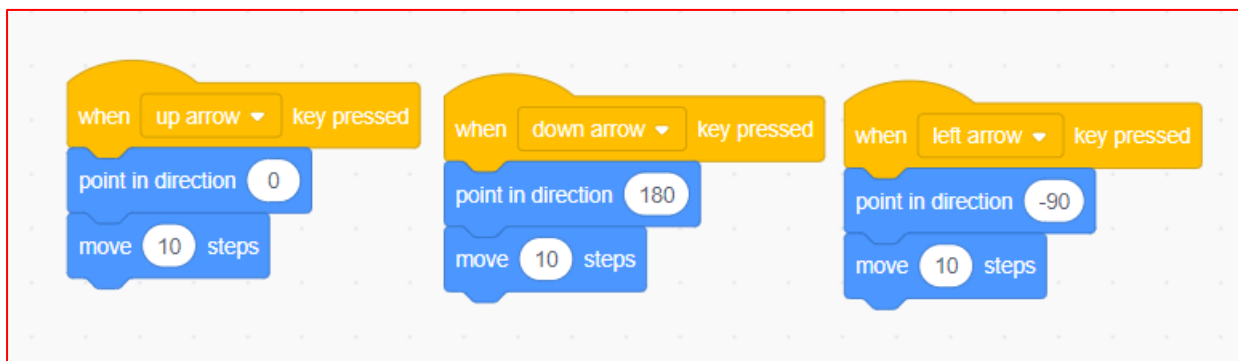 when up arrow key pressed
point in direction 0
move 10 steps
when down arrow key pressed
point in direction 180
move 10 steps
when left arrow key pressed
point in direction -90
move 10 steps